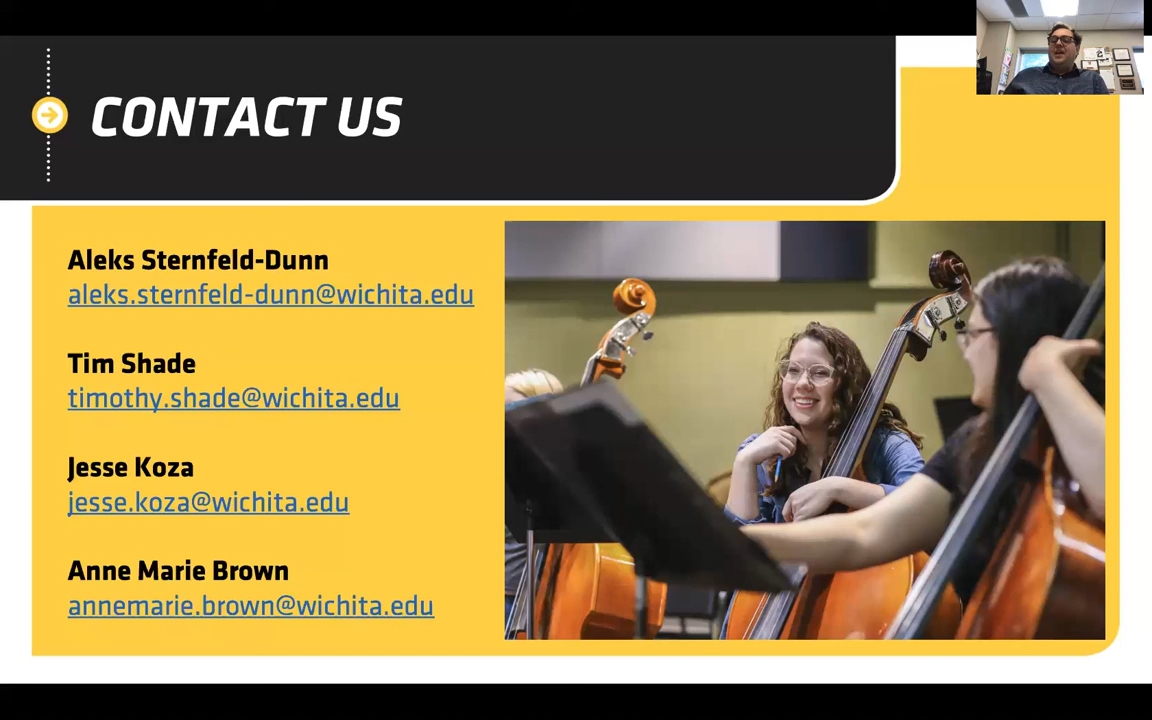 CONTACT US
Aleks Sternfeld-Dunn
aleks.sternfeld-dunn@wichita.edu
Tim Shade
timothy.shade@wichita.edu
Jesse Koza
jesse.koza@wichita.edu
Anne Marie Brown
annemarie.brown@wichita.edu